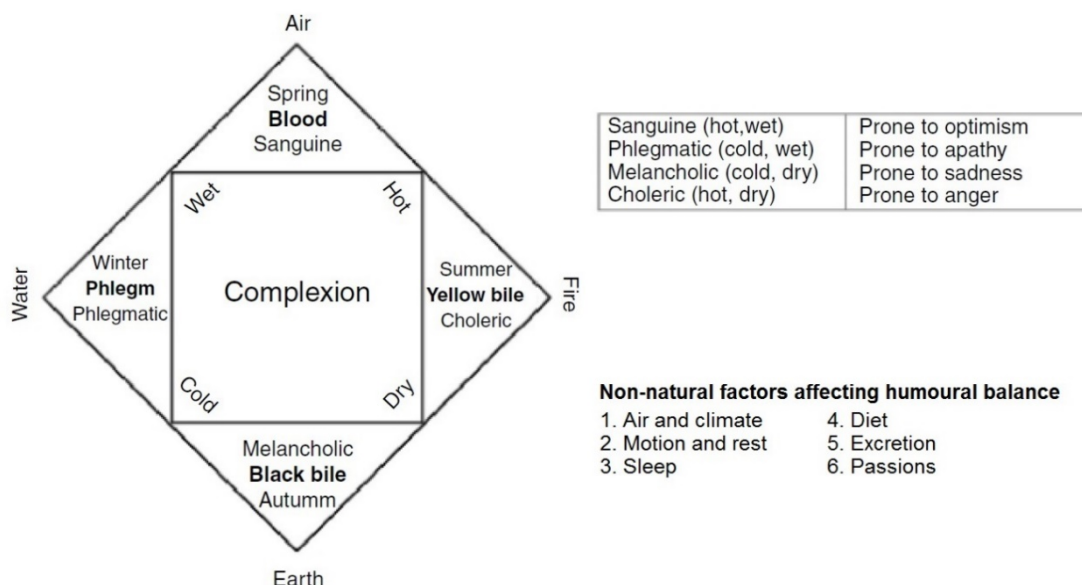 Air
Spring
Blood
Sanguine
Wet
Hot
Water
Winter
Phlegm
Phlegmatic
Complexion
Summer
Yellow bile
Choleric
Fire
Cold
Dry
Melancholic
Black bile
Autumm
Earth
Sanguine (hot,wet) Prone to optimism
Phlegmatic (cold, wet) Prone to apathy
Melancholic (cold, dry) Prone to sadness
Choleric (hot, dry) Prone to anger
Non-natural factors affecting humoural balance
1. Air and climate 4. Diet
2. Motion and rest 5. Excretion
3. Sleep 6. Passions